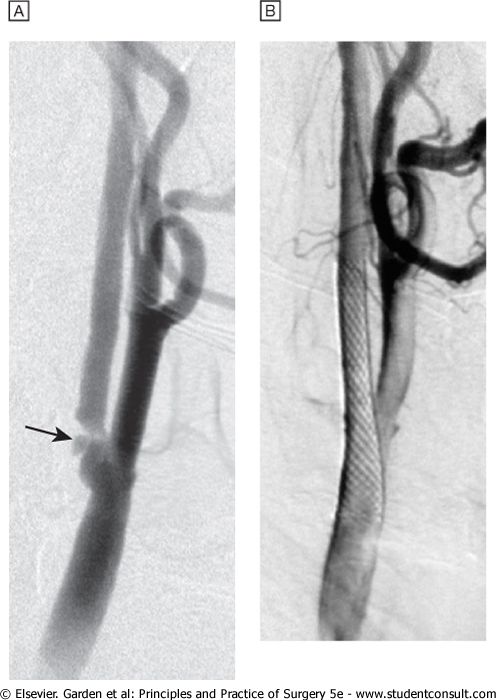 A
B
© Elsevier. Garden et al: Principles and Practice of Surgery 5e - www.studentconsult.com